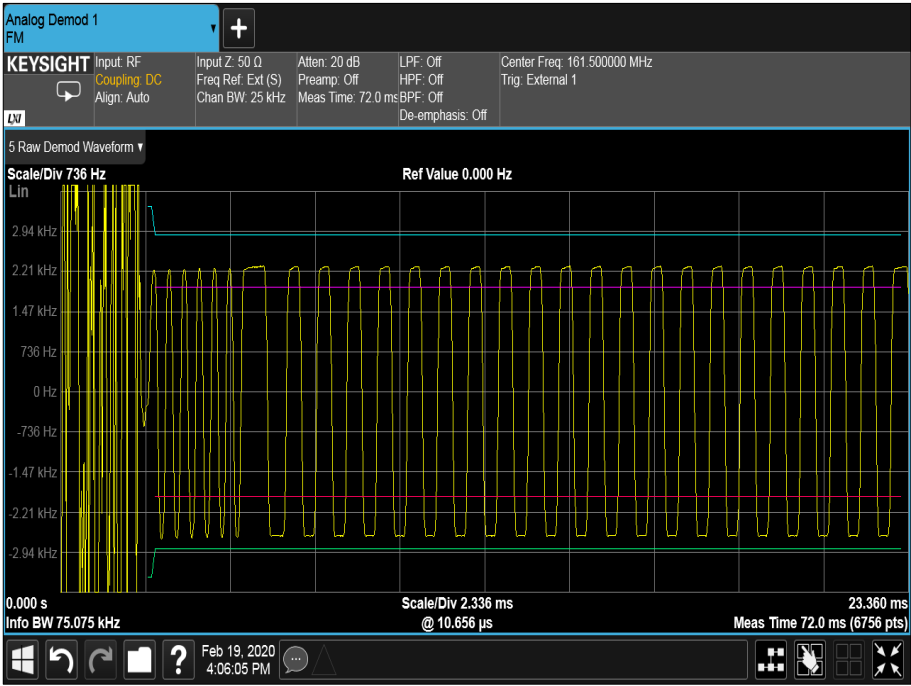 Analog Demod 1
FM
KEYSIGHT
LXI
Input: RF
Coupling: DC
Align: Auto
Input Z: 50 Ω
Freq Ref: Ext (S)
Chan BW: 25 kHz
Atten: 20 dB
Preamp: Off
Meas Time: 72.0 ms
LPF: Off
HPF: Off
BPF: Off
De-emphasis: Off
Center Freq: 161.500000 MHz
Trig: External 1
5 Raw Demod Waveform
Scale/Div 736 Hz
Ref Value 0.000 Hz
Lin
2.94 kHz
2.21 kHz
1.47 kHz
736 Hz
0 Hz
-736 Hz
-1.47 kHz
-2.21 kHz
-2.94 kHz
0.000 s
Scale/Div 2.336 ms
23.360 ms
Info BW 75.075 kHz
@ 10.656 µs
Meas Time 72.0 ms (6756 pts)
?
Feb 19, 2020
4:06:05 PM